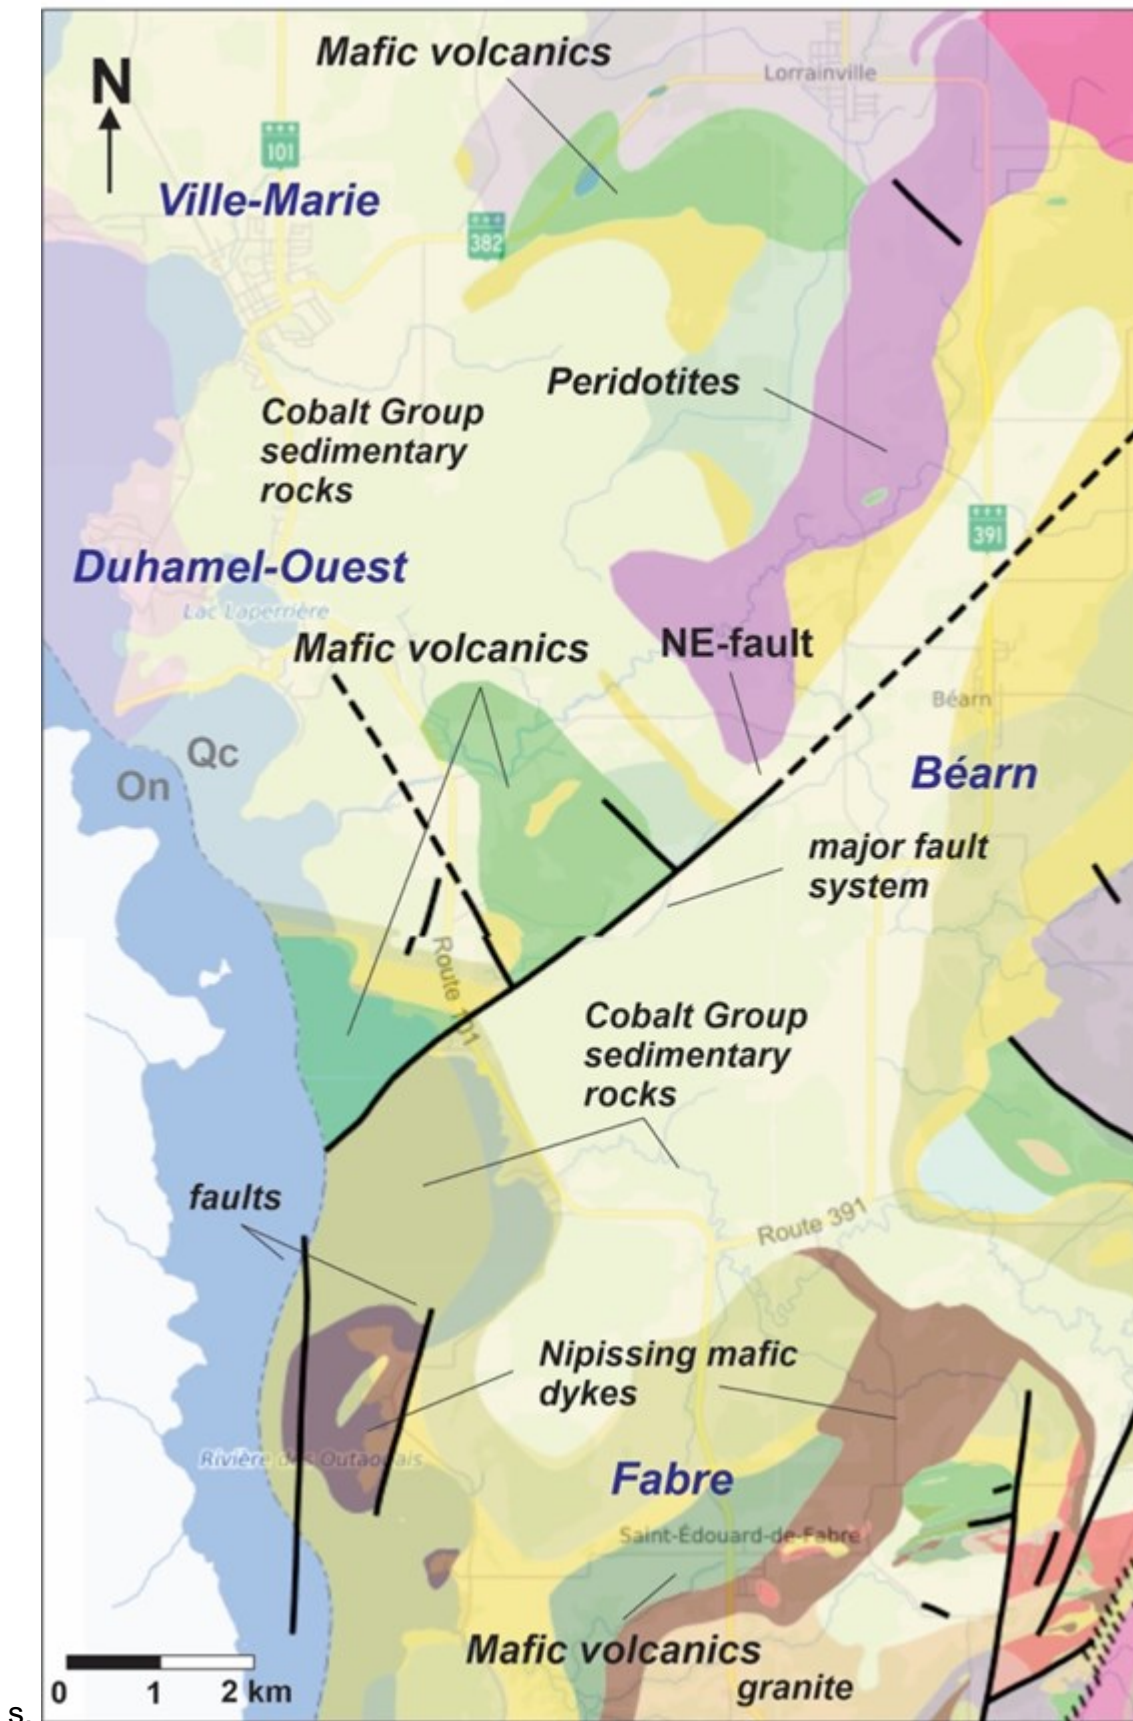 Mafic volcanics
Lorrainville
N
101
Ville-Marie
382
Peridotites
Cobalt Group
sedimentary
rocks
391
Duhamel-Ouest
Lac Laperrière
Mafic volcanics
NE-fault
Béarn
Qc
On
Béarn
major fault
system
Route 101
Cobalt Group
sedimentary
rocks
faults
Route 391
Nipissing mafic
dykes
Rivière des Outaouais
Fabre
Saint-Édouard-de-Fabre
Mafic volcanics
granite
0 1 2 km
s.